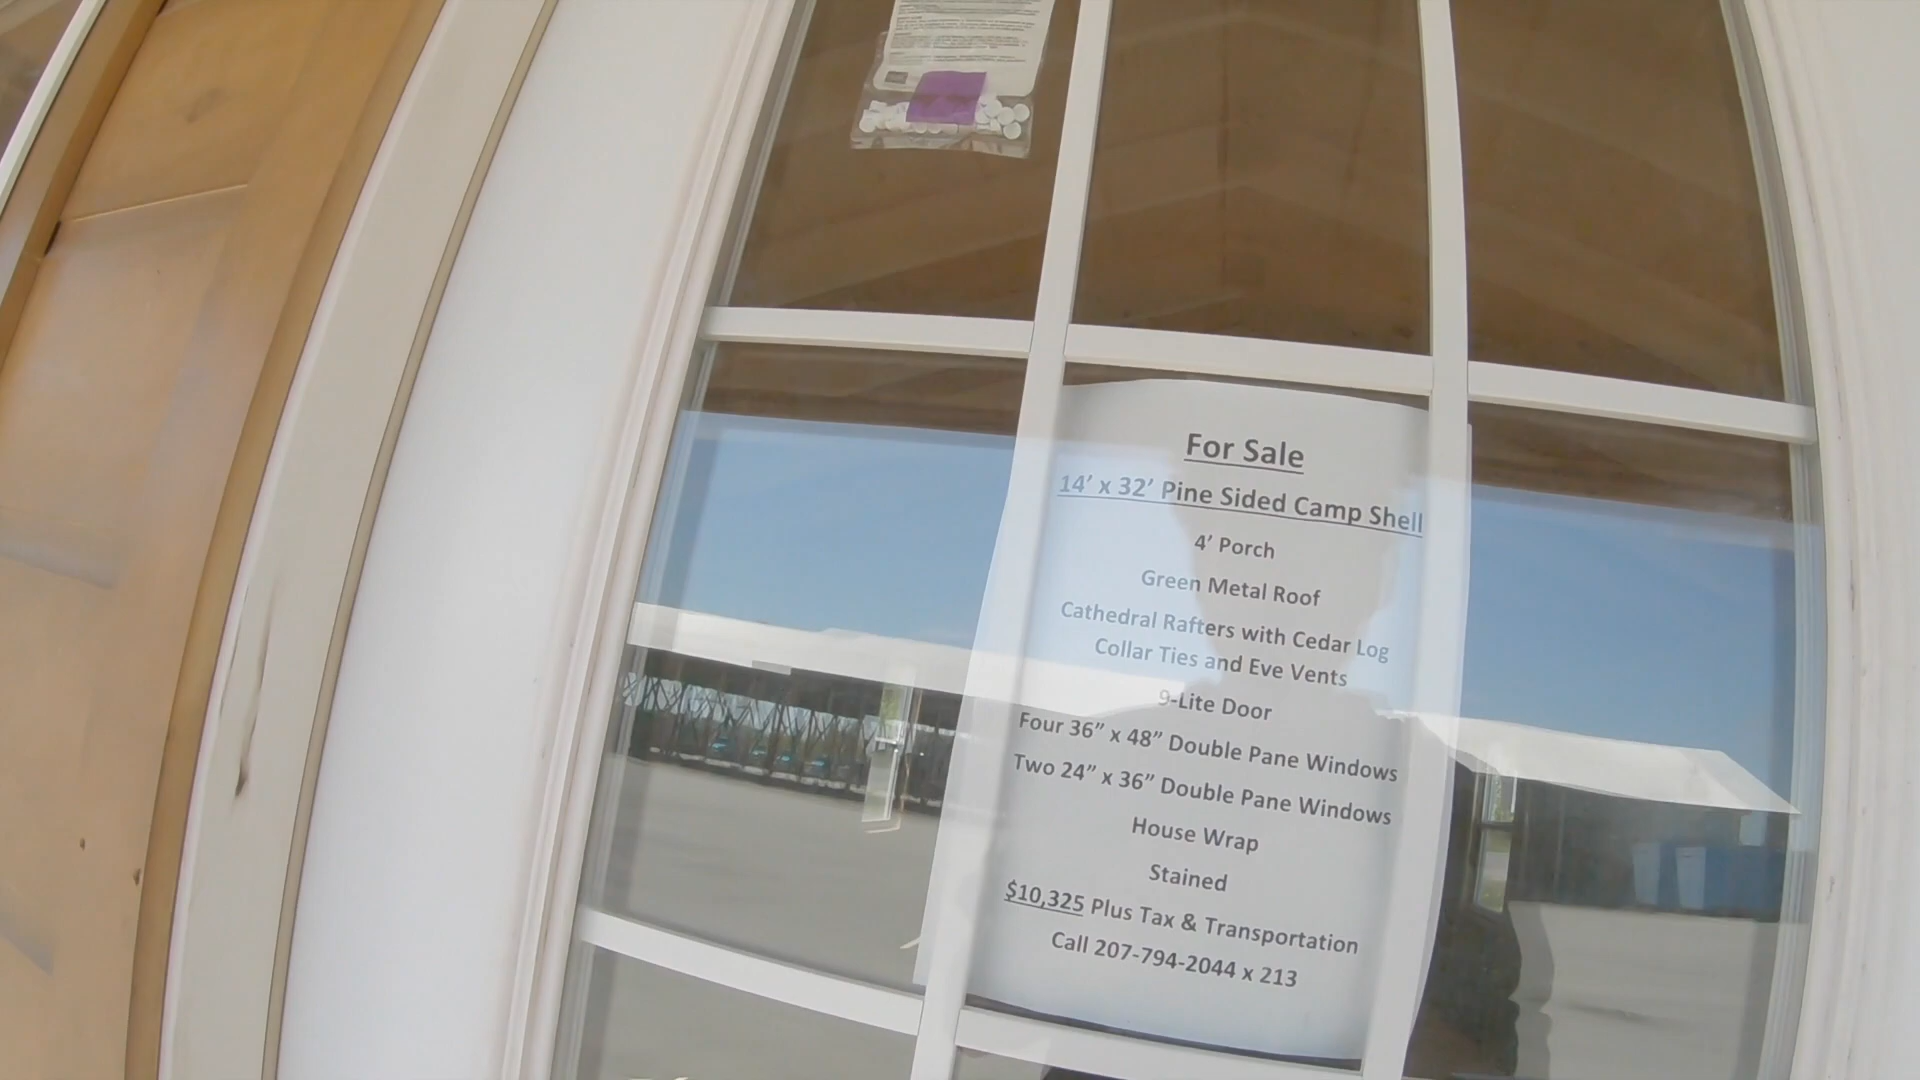 For Sale
14’ x 32’ Pine Sided Camp Shell
4’ Porch
Green Metal Roof
Cathedral Rafters with Cedar Log
Collar Ties and Eve Vents
9-Lite Door
Four 36” x 48” Double Pane Windows
Two 24” x 36” Double Pane Windows
House Wrap
Stained
$10,325 Plus Tax & Transportation
Call 207-794-2044 x 213